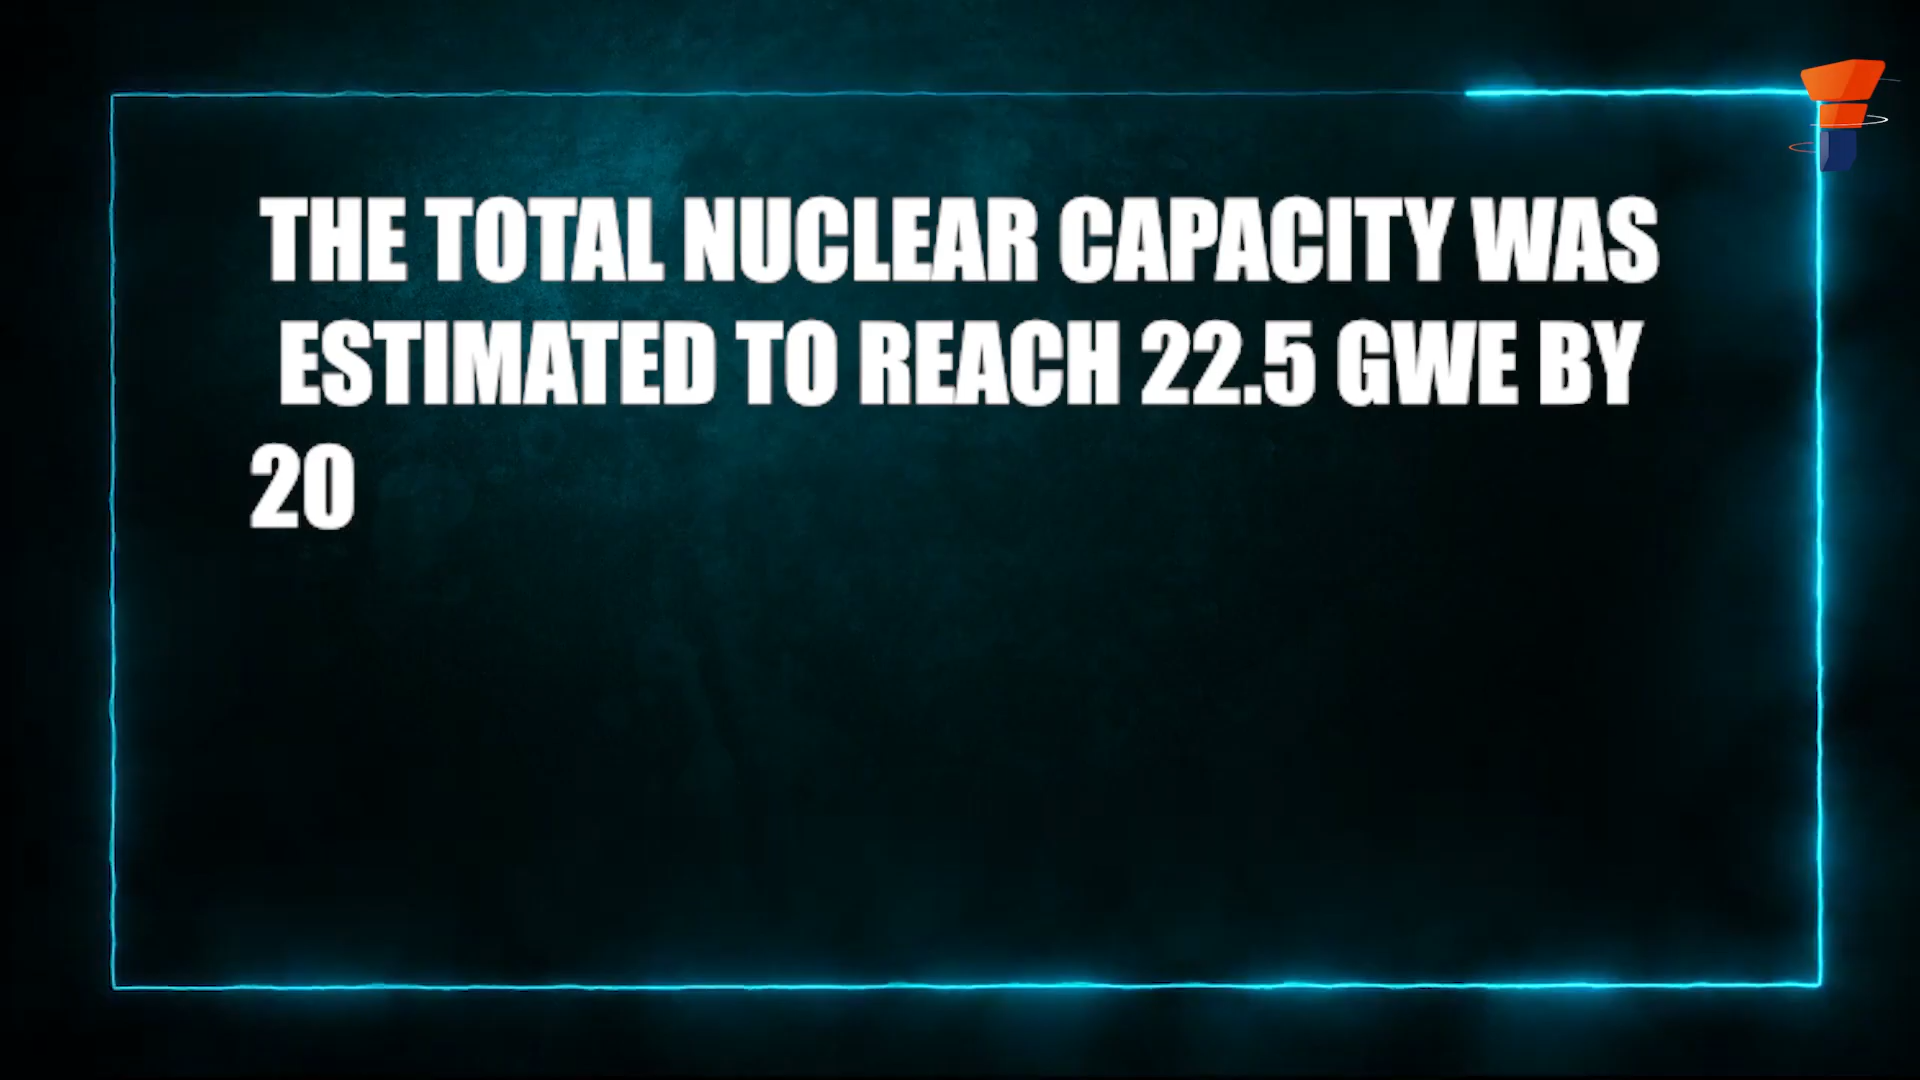 THE TOTAL NUCLEAR CAPACITY WAS
ESTIMATED TO REACH 22.5 GWE BY
20